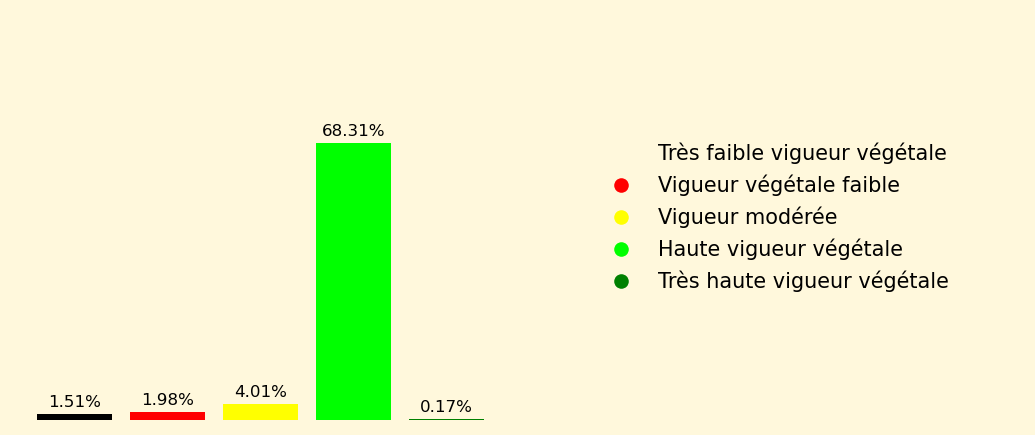 68.31%
1.51%
1.98%
4.01%
0.17%
Très faible vigueur végétale
Vigueur végétale faible
Vigueur modérée
Haute vigueur végétale
Très haute vigueur végétale